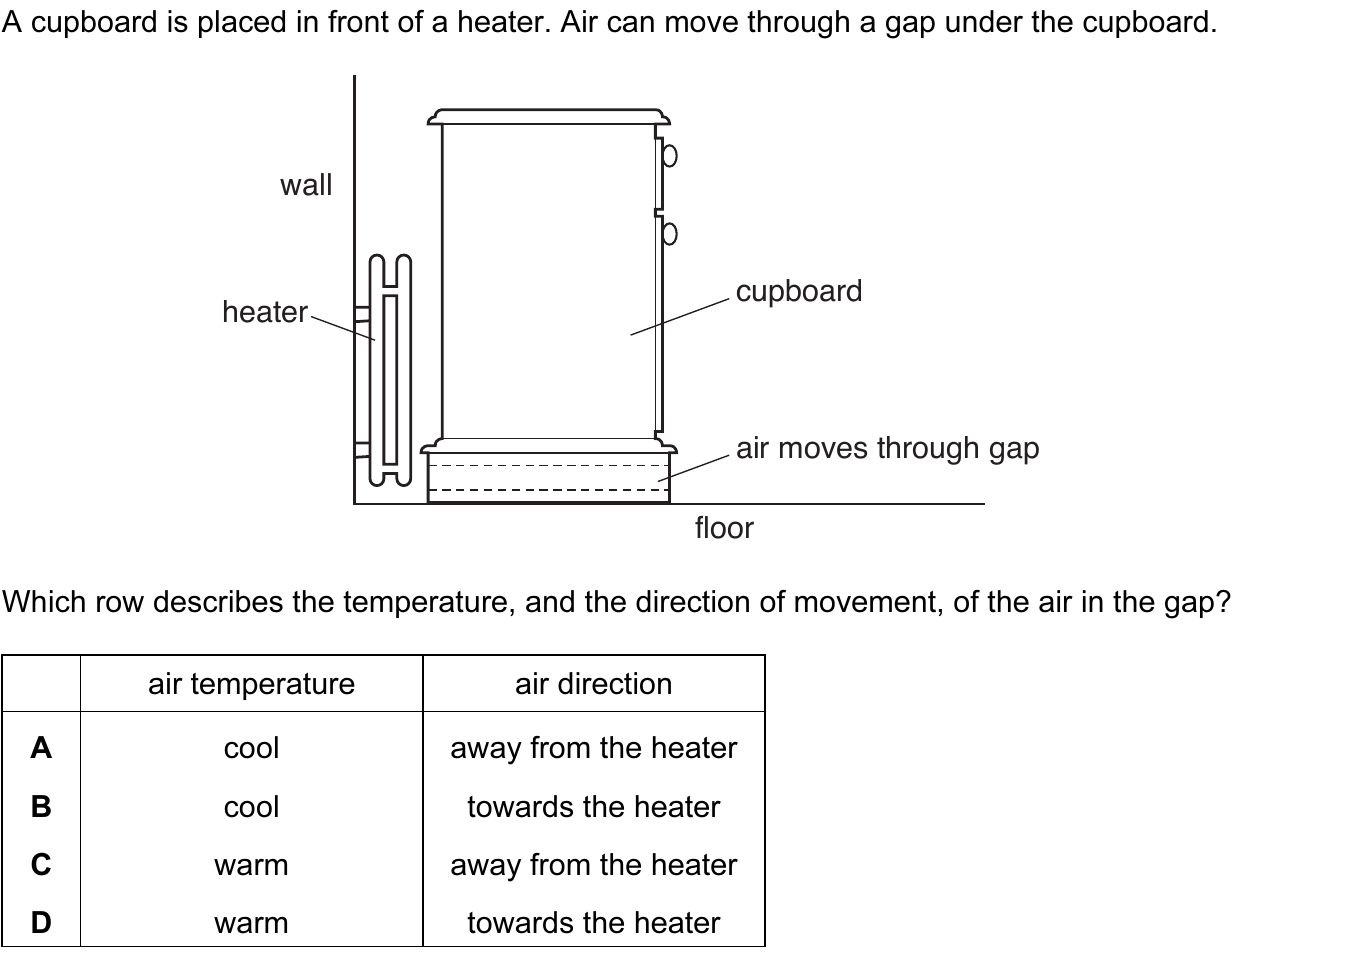 A cupboard is placed in front of a heater. Air can move through a gap under the cupboard.
wall
heater
cupboard
air moves through gap
floor
Which row describes the temperature, and the direction of movement, of the air in the gap?
air temperature air direction
A cool away from the heater
B cool towards the heater
C warm away from the heater
D warm towards the heater